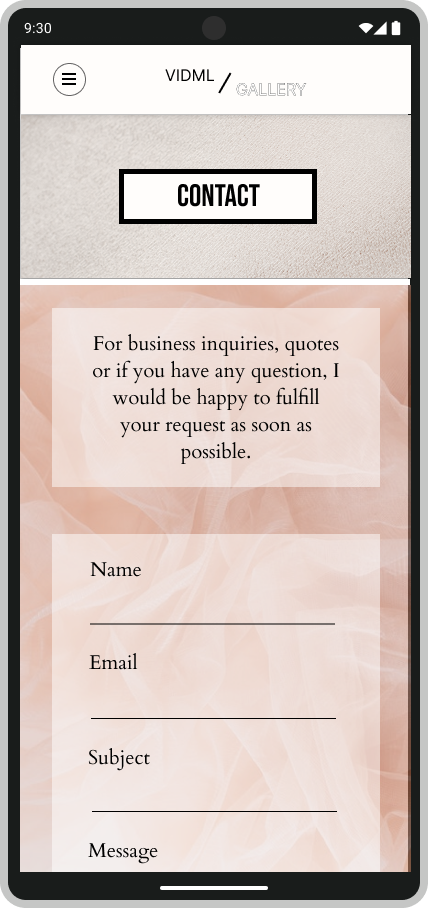 9:30
VIDML / GALLERY
CONTACT
For business inquiries, quotes
or if you have any question, I
would be happy to fulfill
your request as soon as
possible.
Name
Email
Subject
Message